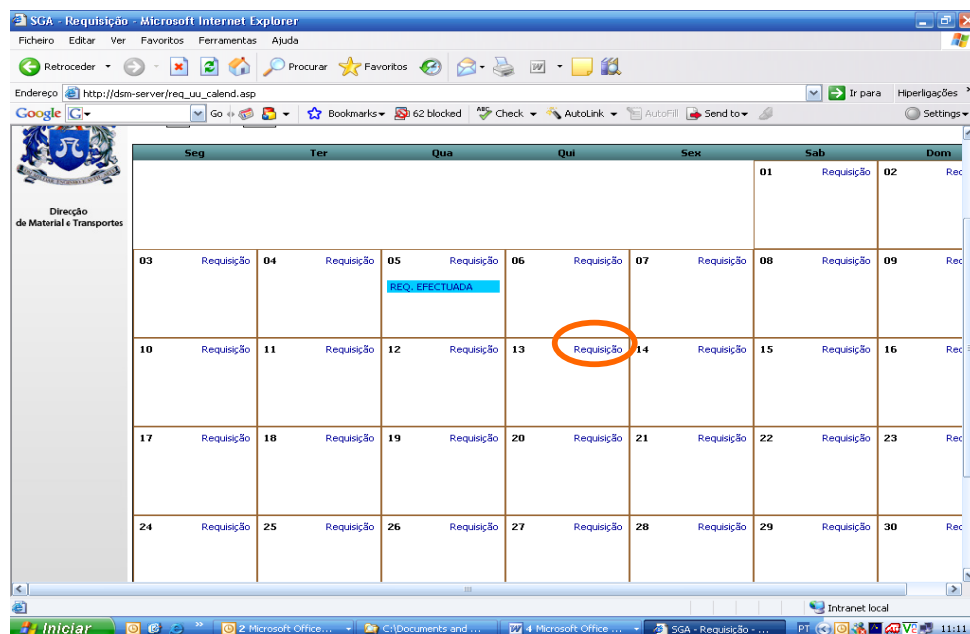 SGA - Requisição - Microsoft Internet Explorer
Ficheiro Editar Ver Favoritos Ferramentas Ajuda
Retroceder Procurar Favoritos
Endereço http://dsm-server/req_uu_calend.asp Ir para Hiperligações
Google Go Bookmarks 62 blocked Check AutoLink AutoFill Send to Settings
Direcção
de Material e Transportes
Seg Ter Qua Qui Sex Sab Dom
01 Requisição 02 Req
03 Requisição 04 Requisição 05 Requisição 06 Requisição 07 Requisição 08 Requisição 09 Req
REQ. EFECTUADA
10 Requisição 11 Requisição 12 Requisição 13 Requisição 14 Requisição 15 Requisição 16 Req
17 Requisição 18 Requisição 19 Requisição 20 Requisição 21 Requisição 22 Requisição 23 Req
24 Requisição 25 Requisição 26 Requisição 27 Requisição 28 Requisição 29 Requisição 30 Req
Intranet local
Iniciar 2 Microsoft Office... C:\Documents and ... 4 Microsoft Office ... SGA - Requisição - ... PT 11:11